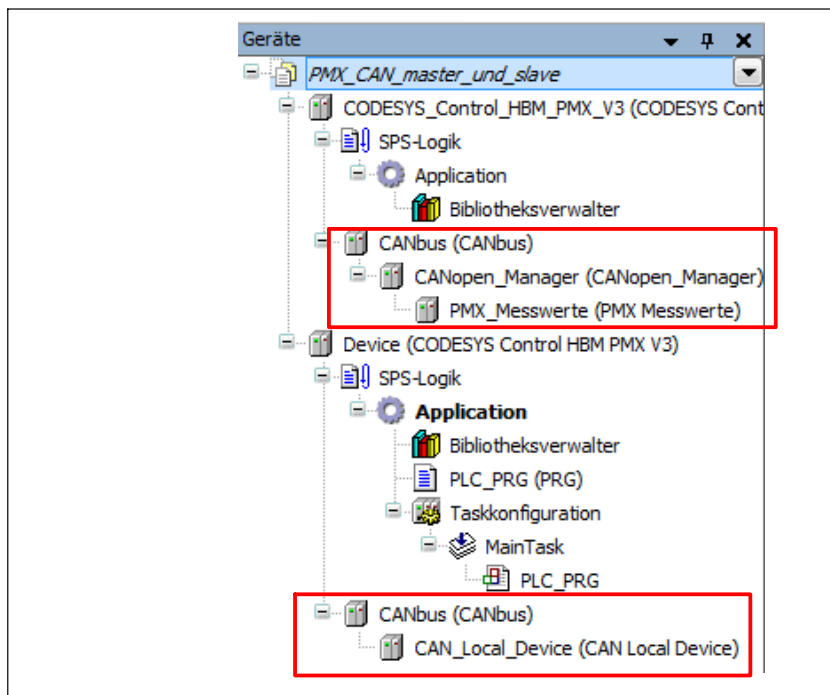 Geräte
PMX_CAN_master_und_slave
CODESYS_Control_HBM_PMX_V3 (CODESYS Cont
SPS-Logik
Application
Bibliotheksverwalter
CANbus (CANbus)
CANopen_Manager (CANopen_Manager)
PMX_Messwerte (PMX Messwerte)
Device (CODESYS Control HBM PMX V3)
SPS-Logik
Application
Bibliotheksverwalter
PLC_PRG (PRG)
Taskkonfiguration
MainTask
PLC_PRG
CANbus (CANbus)
CAN_Local_Device (CAN Local Device)